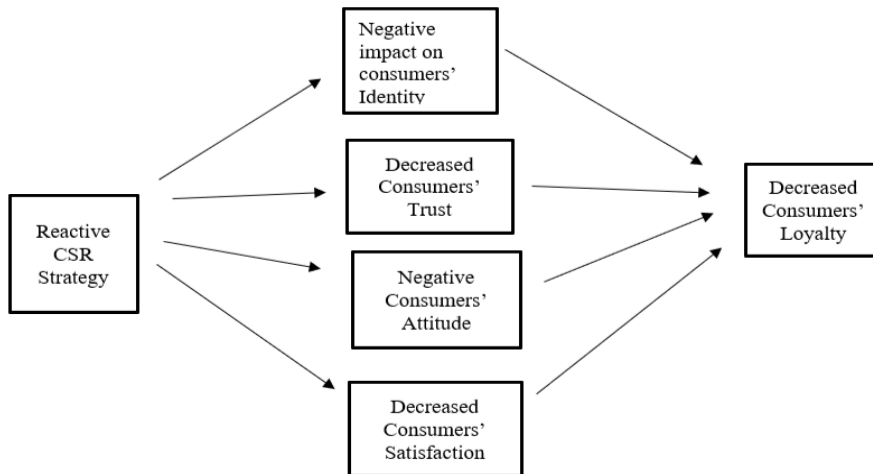 Negative
impact on
consumers'
Identity
Decreased
Consumers'
Trust
Reactive
CSR
Strategy
Negative
Consumers'
Attitude
Decreased
Consumers'
Satisfaction
Decreased
Consumers'
Loyalty